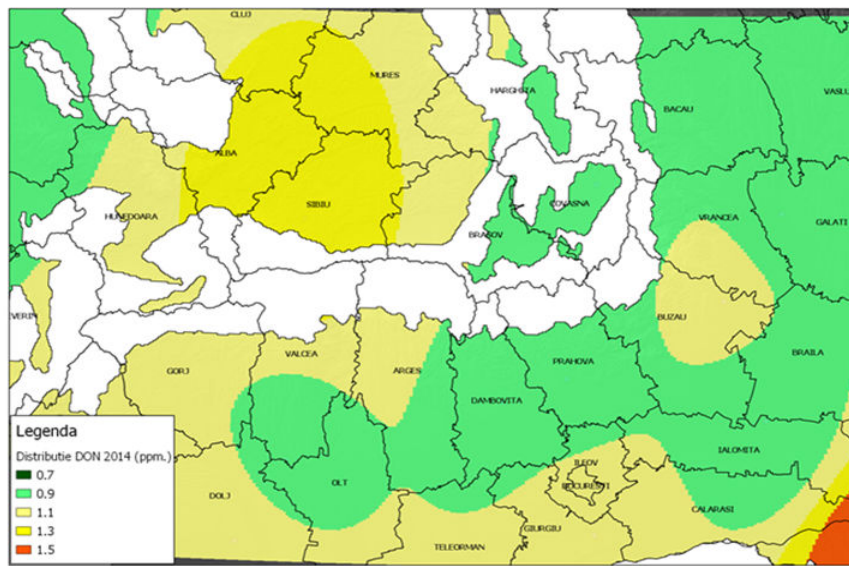 CLUJ
MURES
HARGHITA
BACAU
VASLU
ALBA
SIBIU
HUNEDOARA
COVASNA
BRASOV
VRANCEA
GALATI
EVERIN
BUZAU
VALCEA
GORJ
ARGES
PRAHOVA
BRAILA
DAMBOVITA
IALOMITA
OLT
ILFOV
BUCURESTI
DOLJ
CALARASI
GIURGIU
TELEORMAN
Legenda
Distributie DON 2014 (ppm.)
0.7
0.9
1.1
1.3
1.5